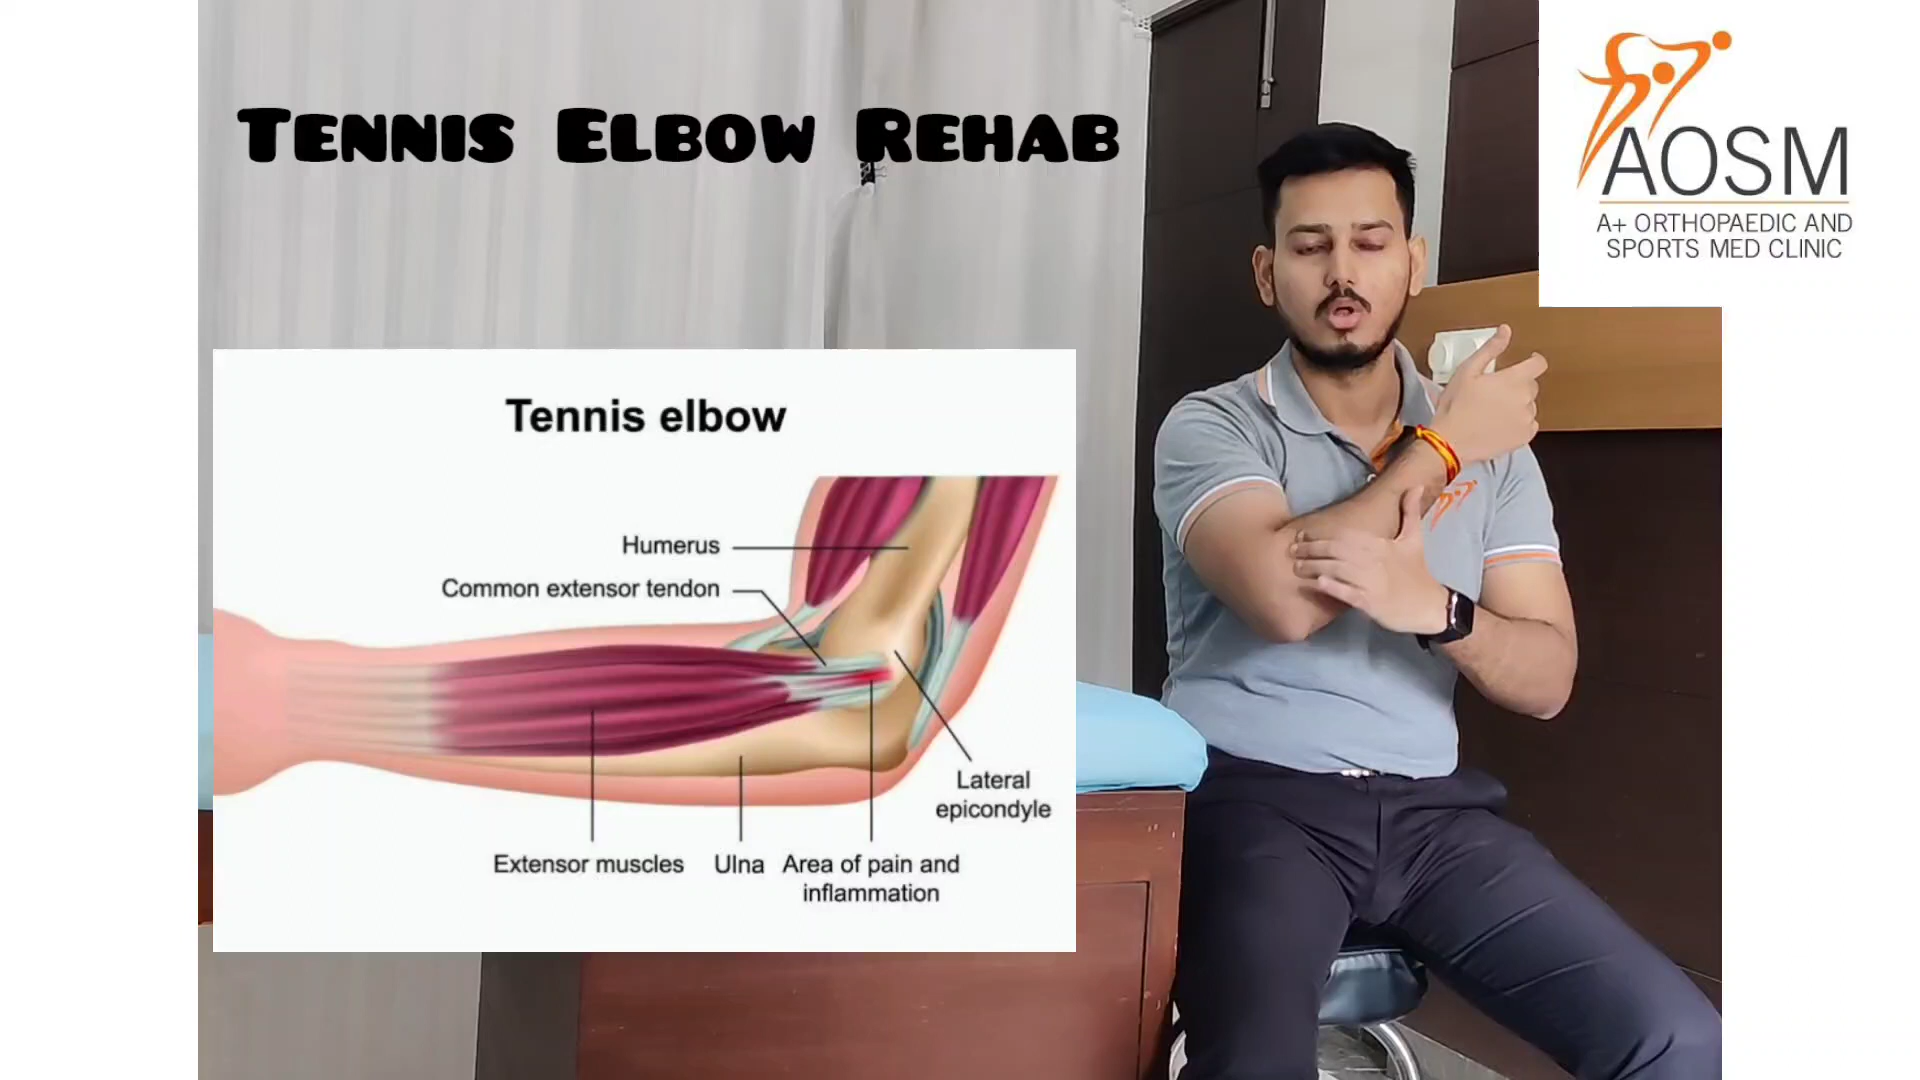 Tennis Elbow Rehab
AOSM
A+ ORTHOPAEDIC AND
SPORTS MED CLINIC
Tennis elbow
Humerus
Common extensor tendon
Lateral
epicondyle
Extensor muscles
Ulna
Area of pain and
inflammation